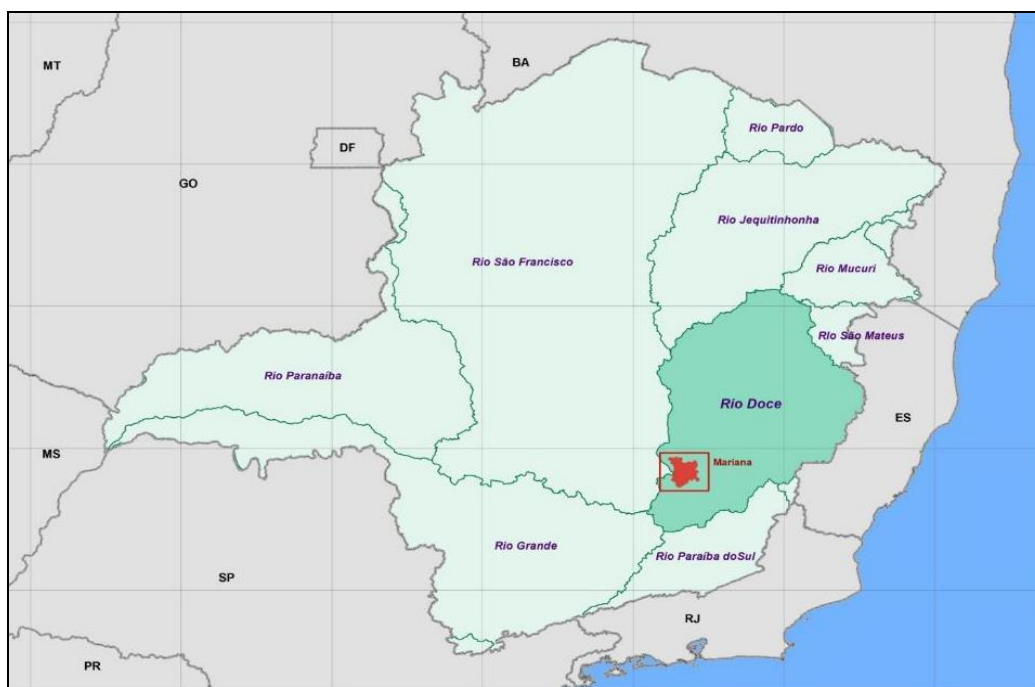 MT
BA
Rio Pardo
DF
GO
Rio Jequitinhonha
Rio São Francisco
Rio Mucuri
Rio São Mateus
Rio Paranaíba
Rio Doce
ES
MS
Mariana
Rio Grande
Rio Paraíba doSul
SP
RJ
PR